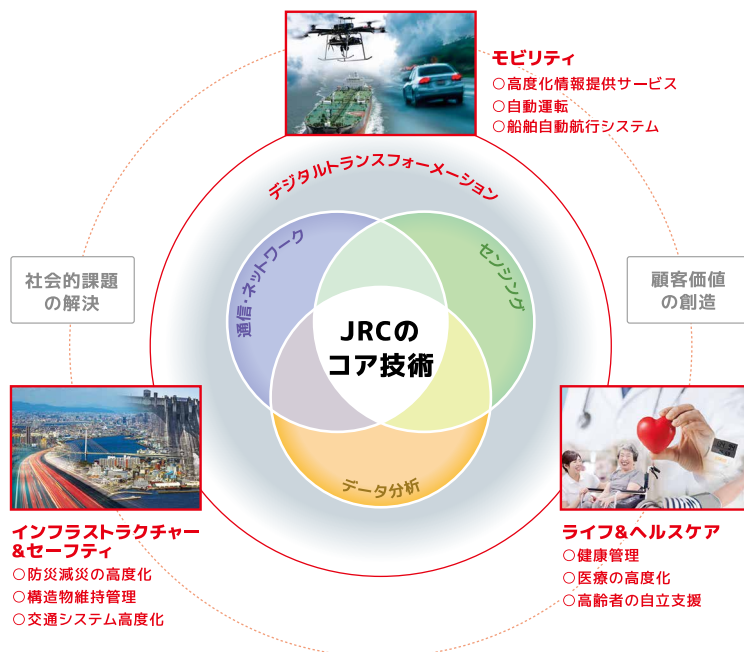 モビリティ
○高度化情報提供サービス
○自動運転
○船舶自動航行システム
デジタルトランスフォーメーション
通信・ネットワーク
センシング
社会的課題
の解決
顧客価値
の創造
JRCの
コア技術
データ分析
インフラストラクチャー
&セーフティ
○防災減災の高度化
○構造物維持管理
○交通システム高度化
ライフ&ヘルスケア
○健康管理
○医療の高度化
○高齢者の自立支援